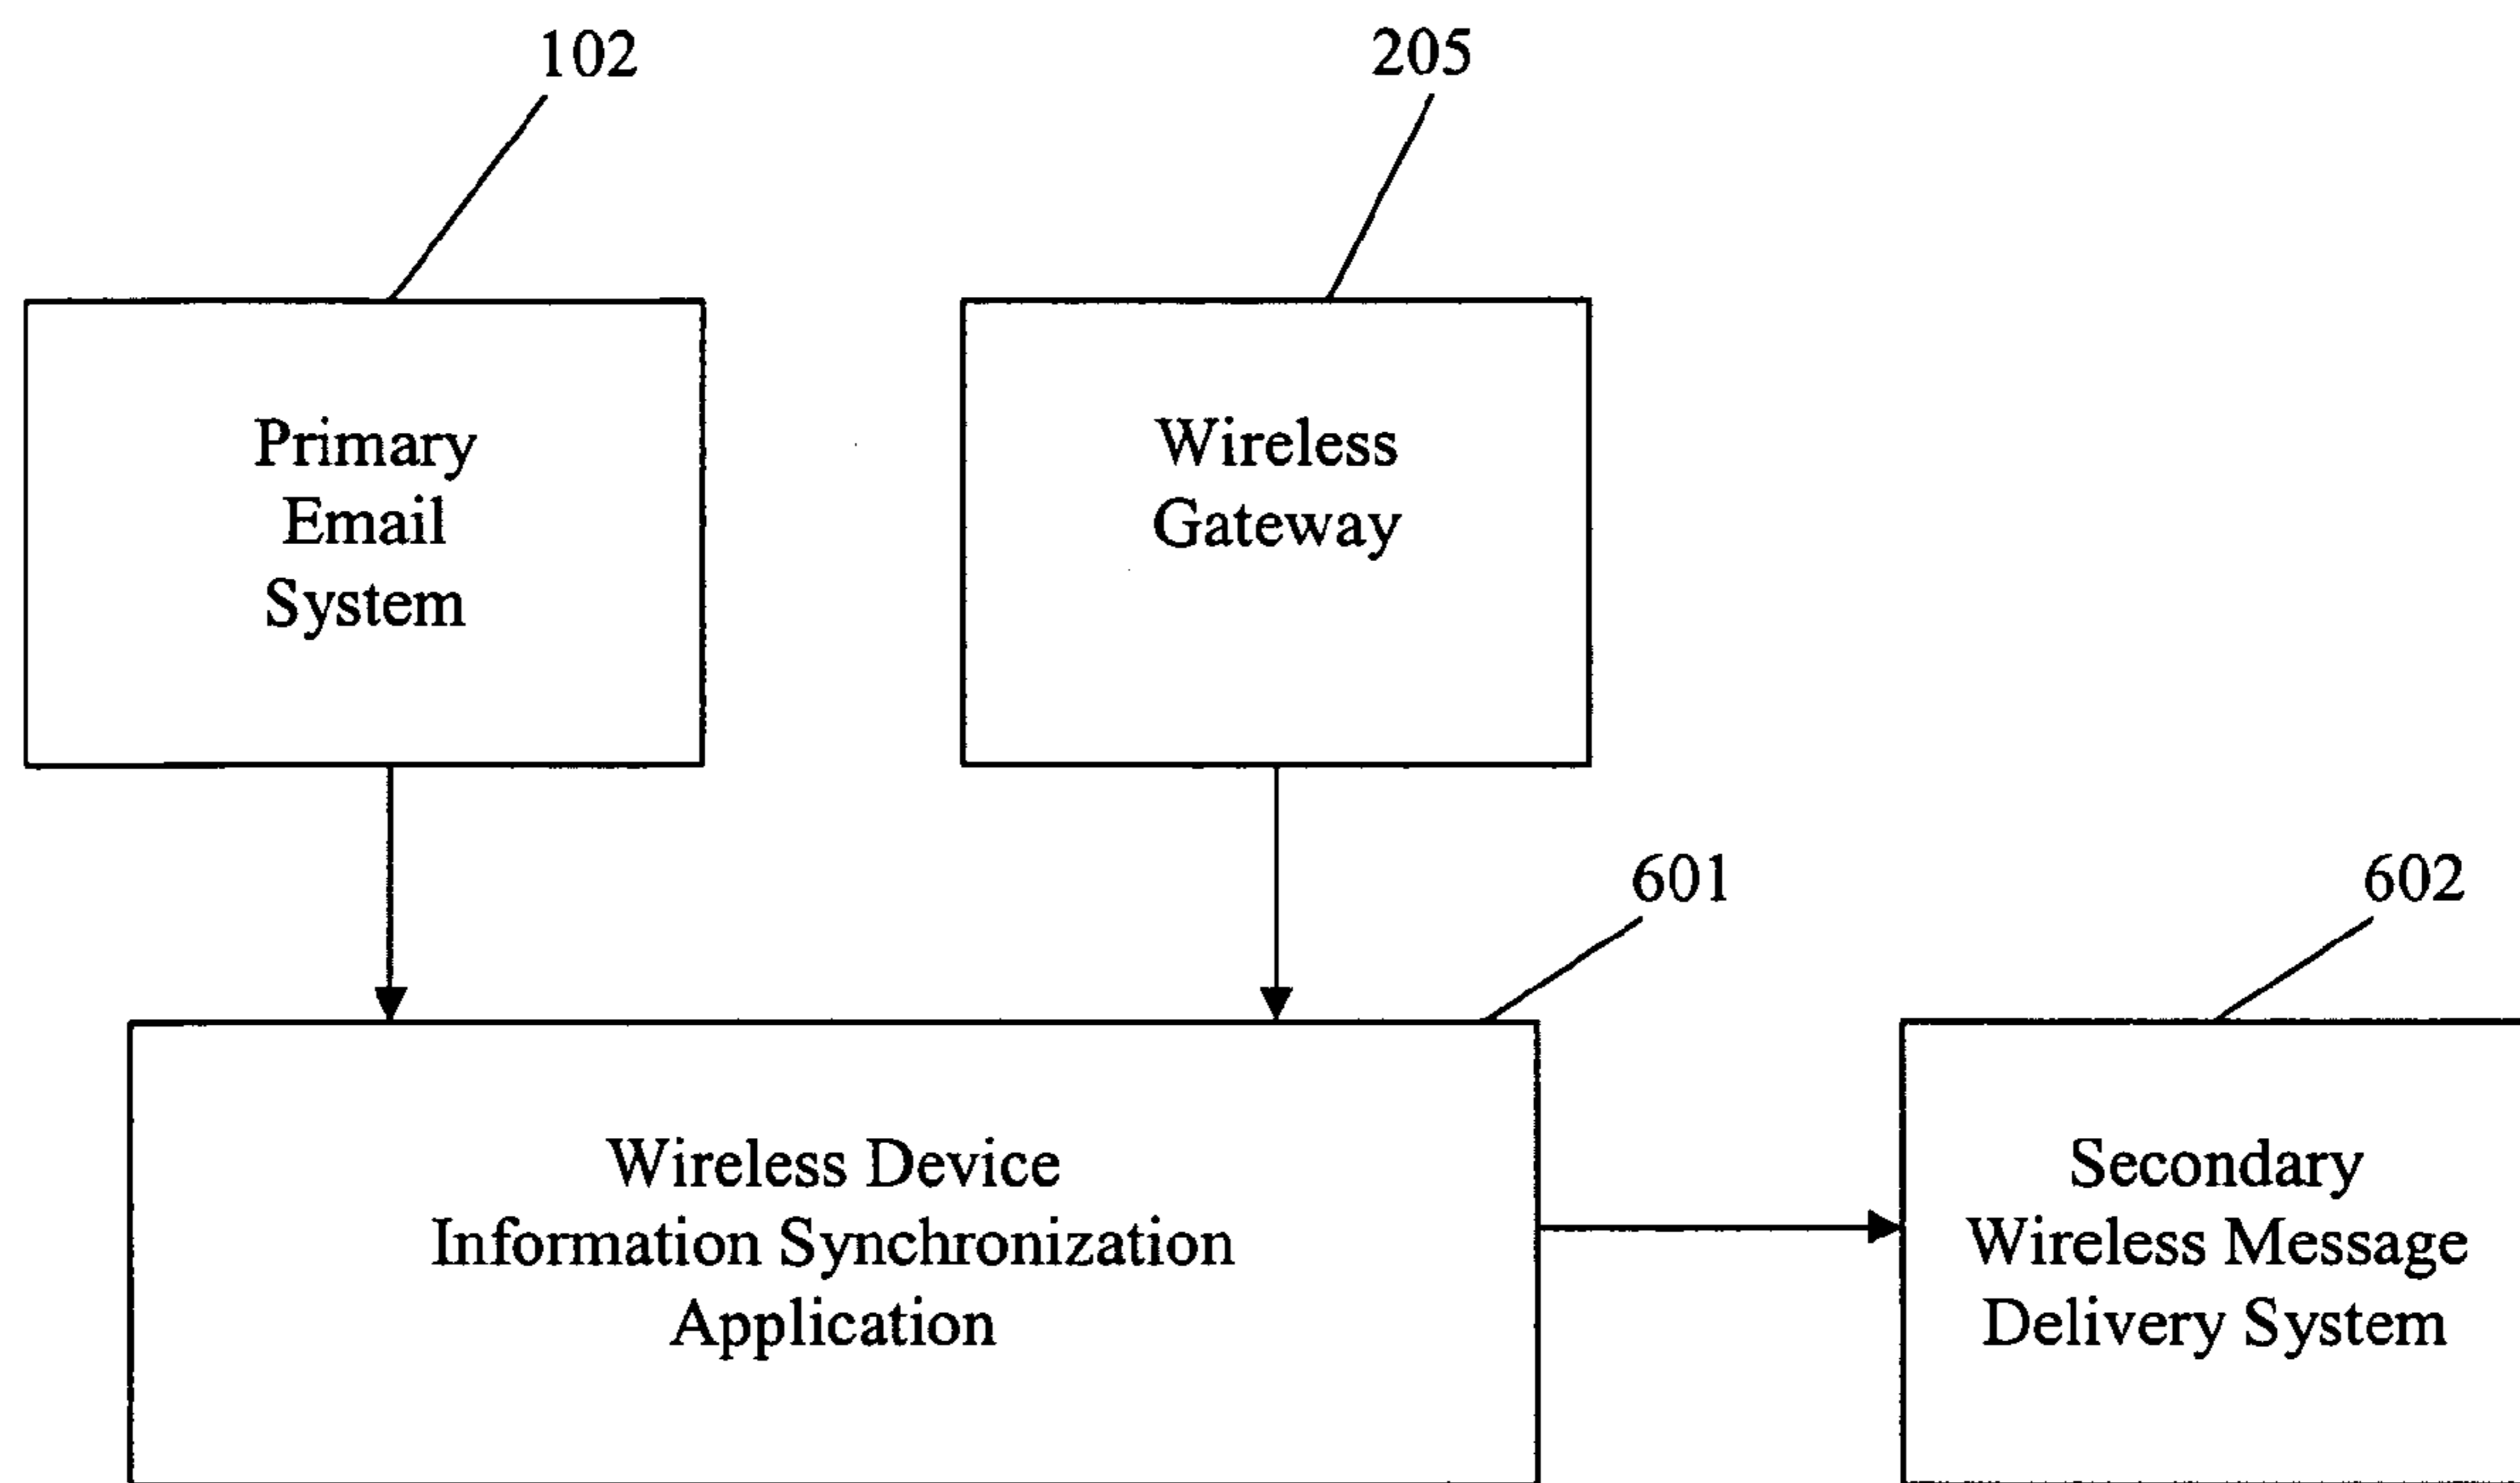 102
205
Primary
Email
System
Wireless
Gateway
601
602
Wireless Device
Information Synchronization
Application
Secondary
Wireless Message
Delivery System